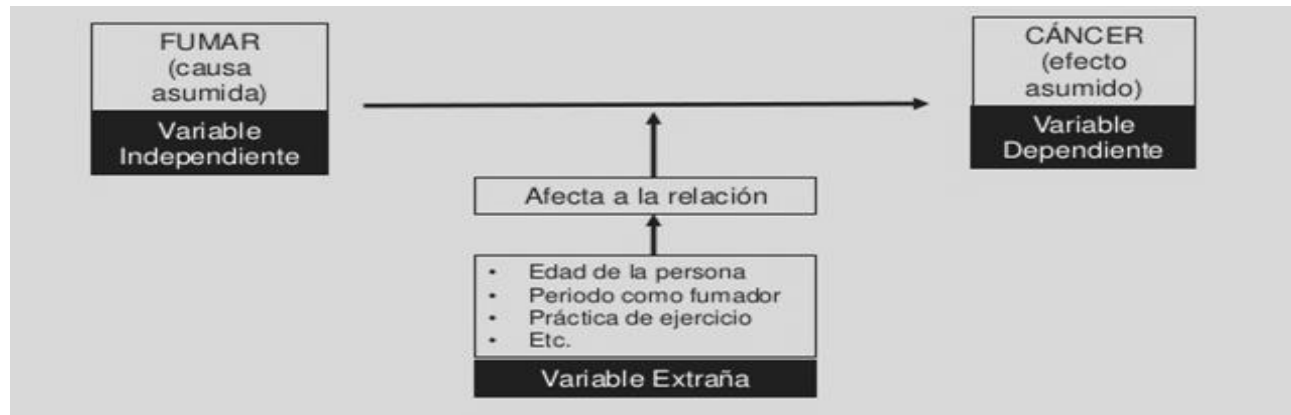 FUMAR
(causa
asumida)
Variable
Independiente
CÁNCER
(efecto
asumido)
Variable
Dependiente
Afecta a la relación
• Edad de la persona
• Periodo como fumador
• Práctica de ejercicio
• Etc.
Variable Extraña